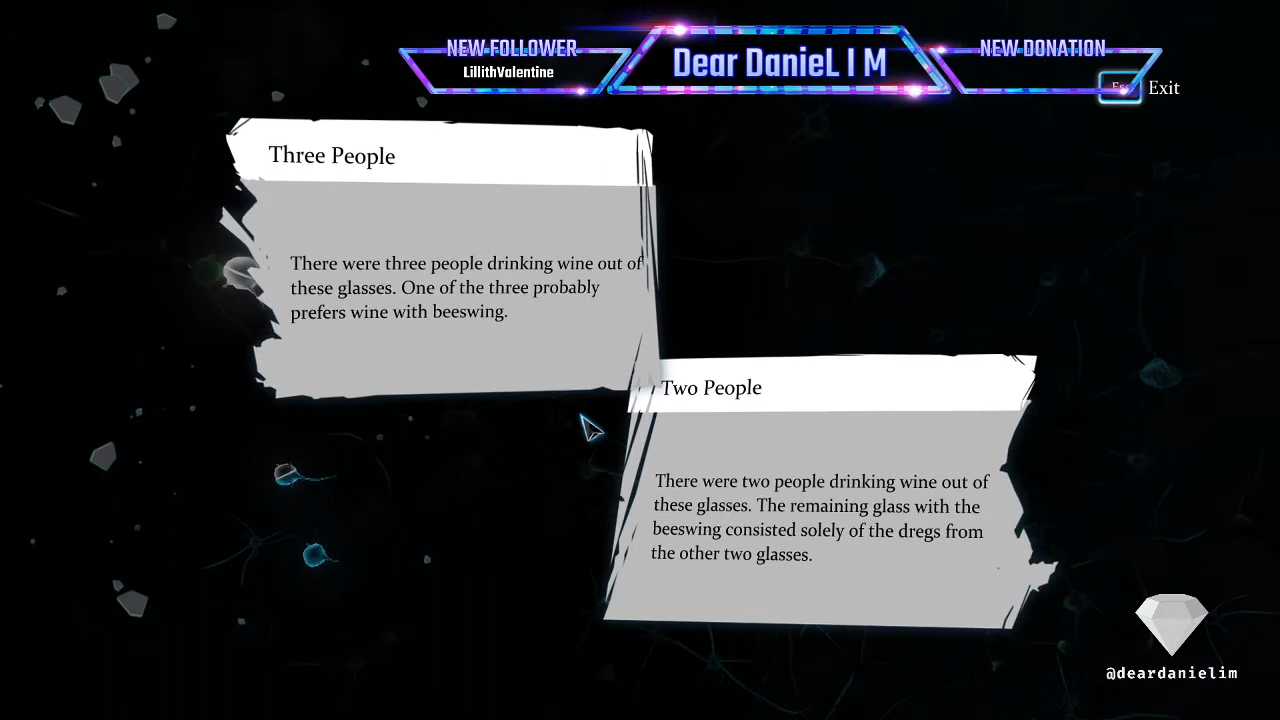 NEW FOLLOWER
LillithValentine
Dear DanieL I M
NEW DONATION
Esc
Exit
Three People
There were three people drinking wine out of
these glasses. One of the three probably
prefers wine with beeswing.
Two People
There were two people drinking wine out of
these glasses. The remaining glass with the
beeswing consisted solely of the dregs from
the other two glasses.
@deardanielim